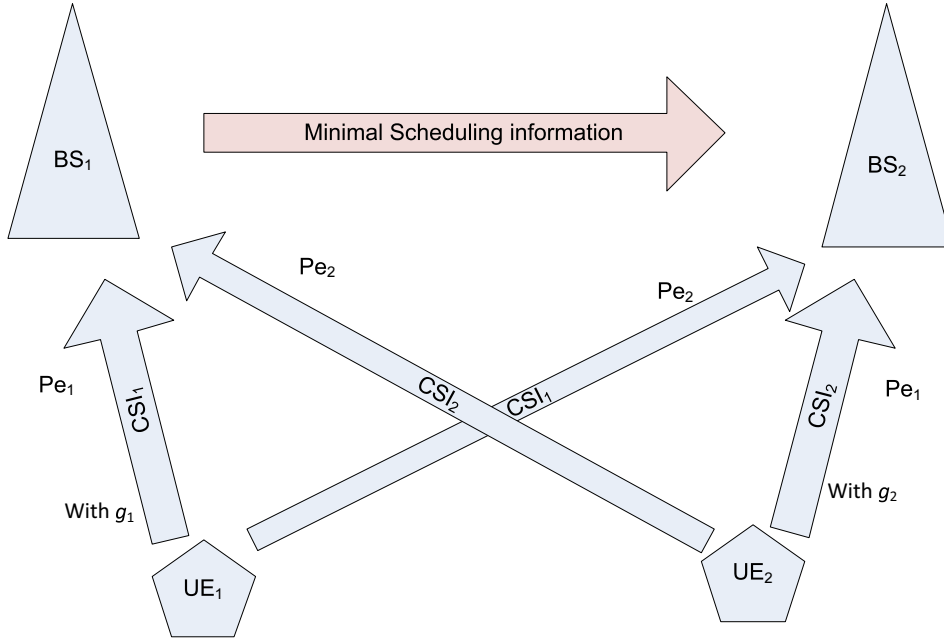 Minimal Scheduling information
BS₁
BS₂
Pe₂
Pe₂
Pe₁
CSI₁
CSI₂
CSI₁
CSI₂
Pe₁
With g₁
With g₂
UE₁
UE₂